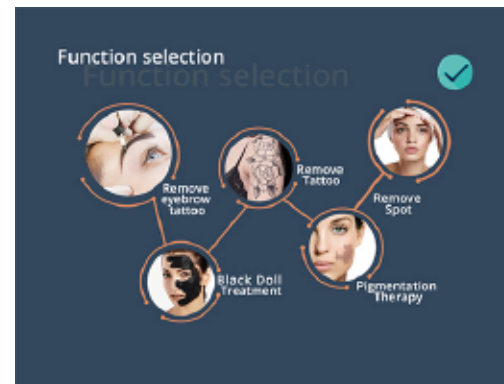 Function selection
Function selection
Remove
eyebrow
tattoo
Black Doll
Treatment
Remove
Tattoo
Pigmentation
Therapy
Remove
Spot